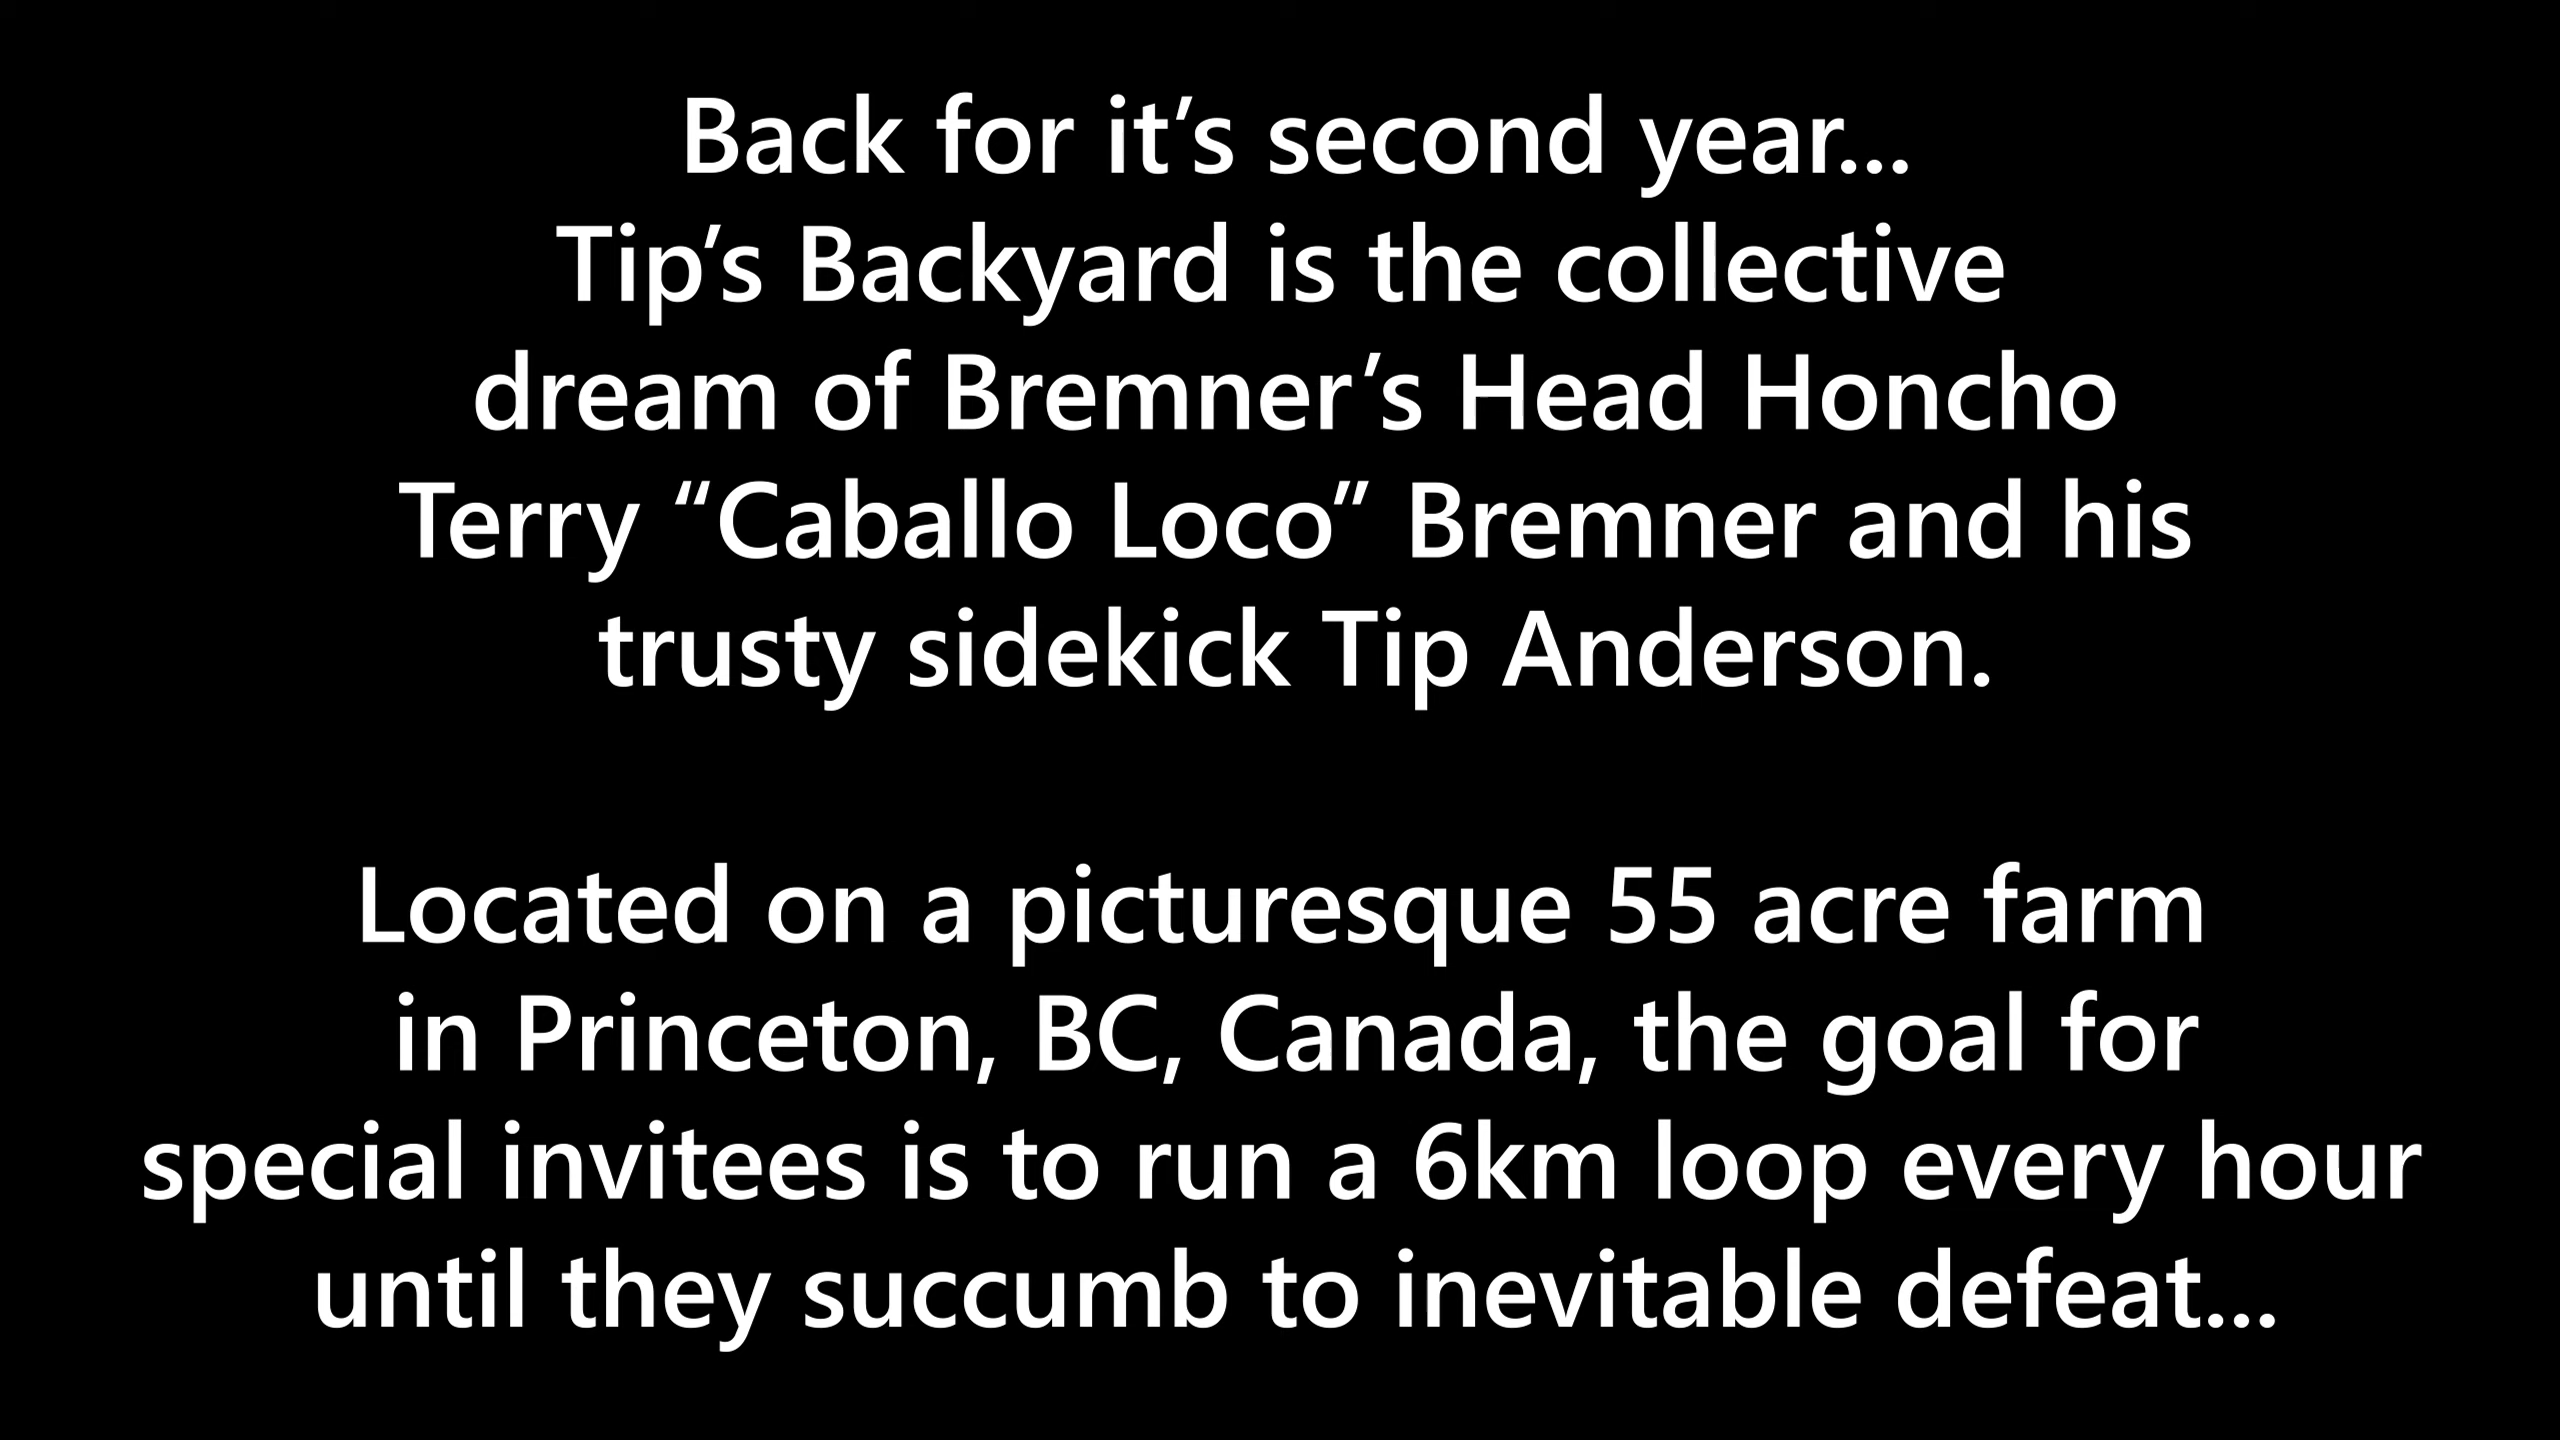 Back for it’s second year...
Tip’s Backyard is the collective
dream of Bremner’s Head Honcho
Terry “Caballo Loco” Bremner and his
trusty sidekick Tip Anderson.
Located on a picturesque 55 acre farm
in Princeton, BC, Canada, the goal for
special invitees is to run a 6km loop every hour
until they succumb to inevitable defeat...